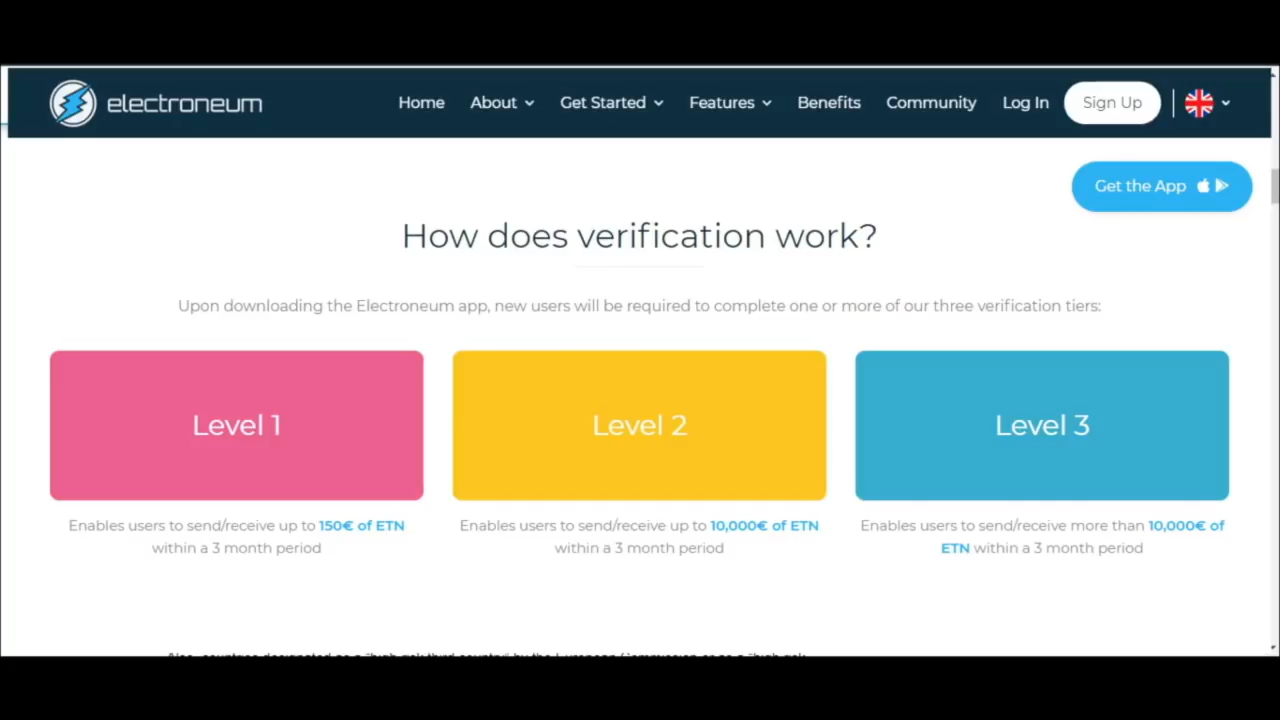 electroneum
Home About Get Started Features Benefits Community Log In Sign Up
Get the App
How does verification work?
Upon downloading the Electroneum app, new users will be required to complete one or more of our three verification tiers:
Level 1
Enables users to send/receive up to 150€ of ETN
within a 3 month period
Level 2
Enables users to send/receive up to 10,000€ of ETN
within a 3 month period
Level 3
Enables users to send/receive more than 10,000€ of
ETN within a 3 month period